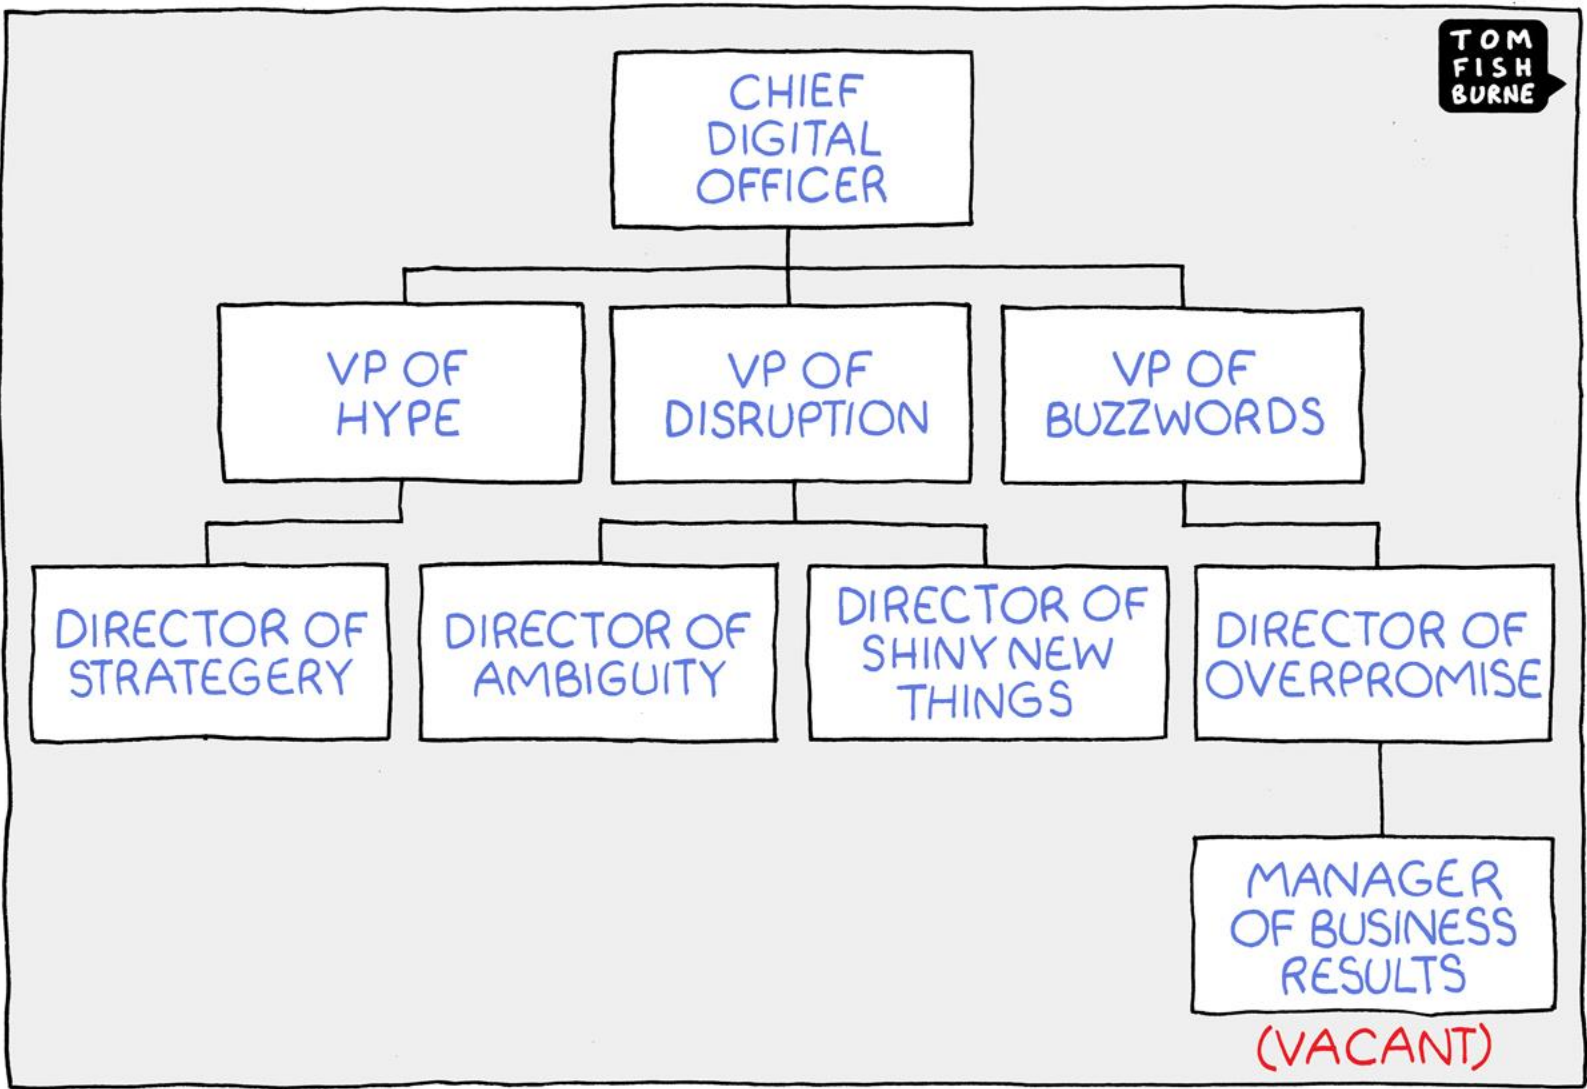 TOM
FISH
BURNE
CHIEF
DIGITAL
OFFICER
VP OF
HYPE
VP OF
DISRUPTION
VP OF
BUZZWORDS
DIRECTOR OF
STRATEGERY
DIRECTOR OF
AMBIGUITY
DIRECTOR OF
SHINY NEW
THINGS
DIRECTOR OF
OVERPROMISE
MANAGER
OF BUSINESS
RESULTS
(VACANT)